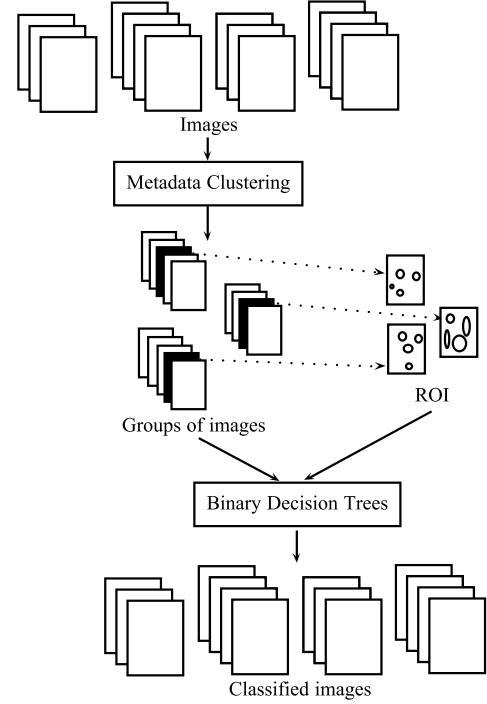 Images
Metadata Clustering
ROI
Groups of images
Binary Decision Trees
Classified images